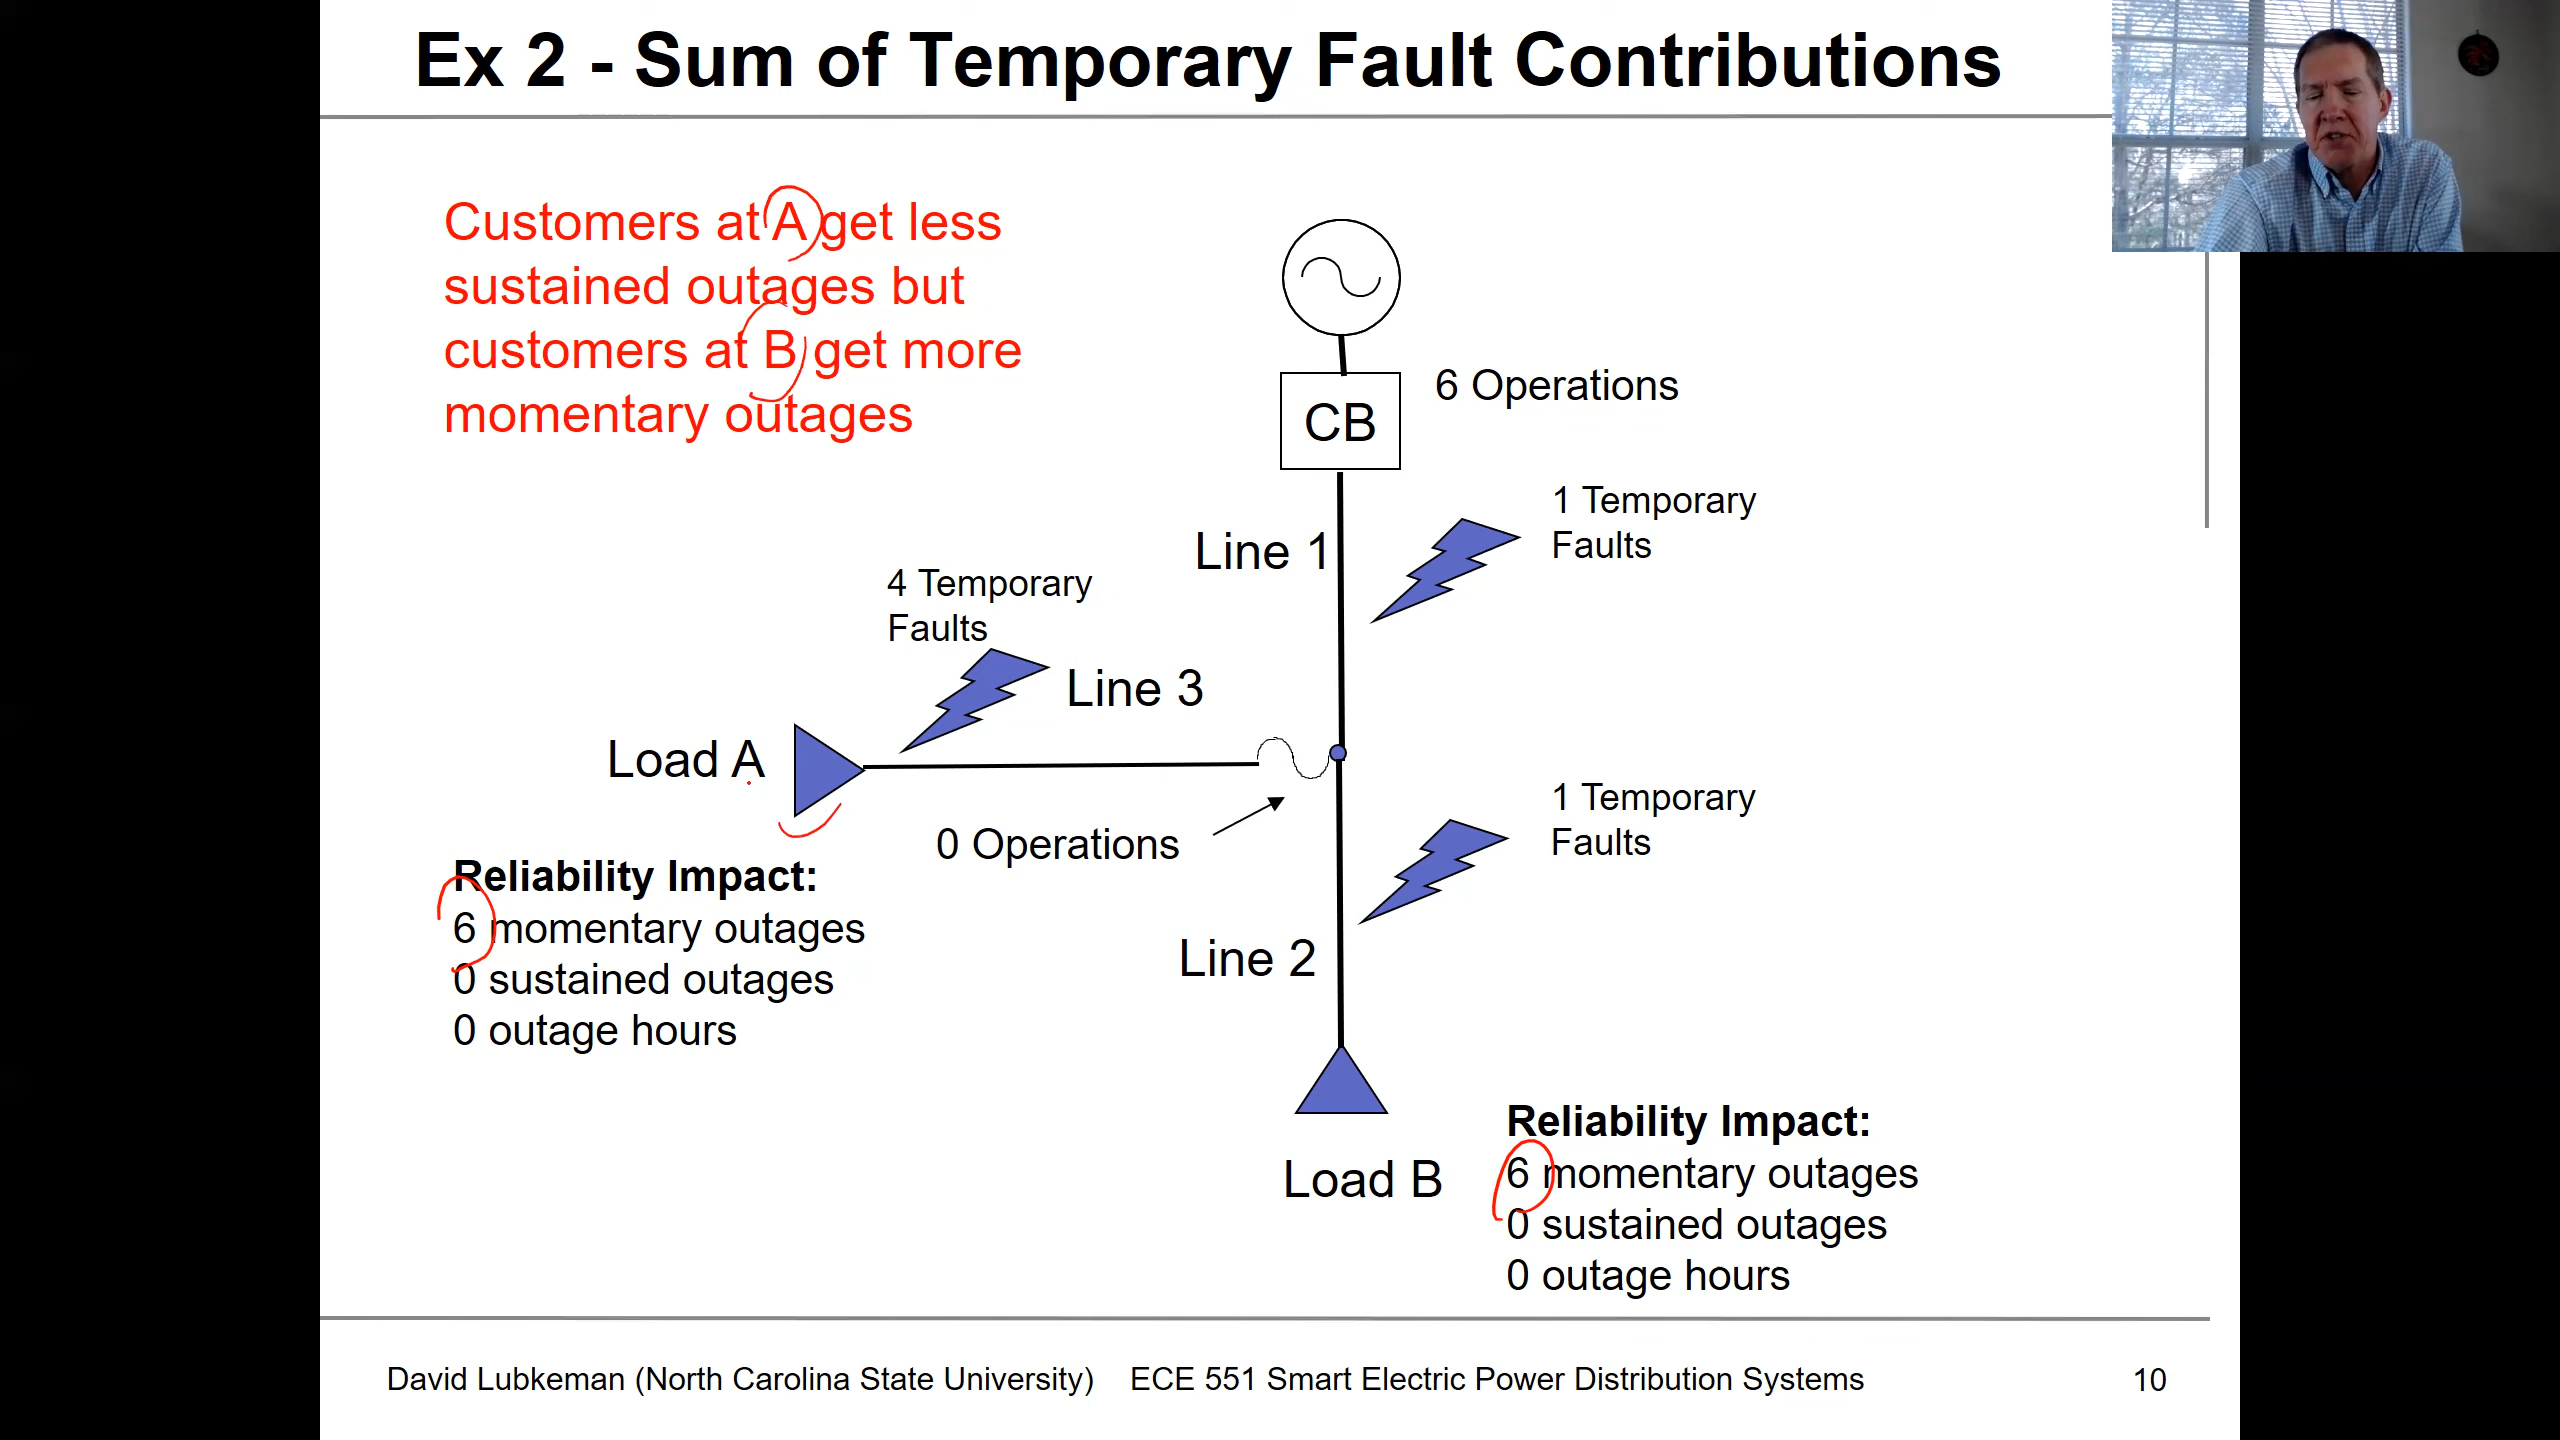 Ex 2 - Sum of Temporary Fault Contributions
Customers at A get less
sustained outages but
customers at B get more
momentary outages
CB
6 Operations
Line 1
1 Temporary
Faults
4 Temporary
Faults
Line 3
Load A
0 Operations
1 Temporary
Faults
Reliability Impact:
6 momentary outages
0 sustained outages
0 outage hours
Line 2
Load B
Reliability Impact:
6 momentary outages
0 sustained outages
0 outage hours
David Lubkeman (North Carolina State University) ECE 551 Smart Electric Power Distribution Systems 10